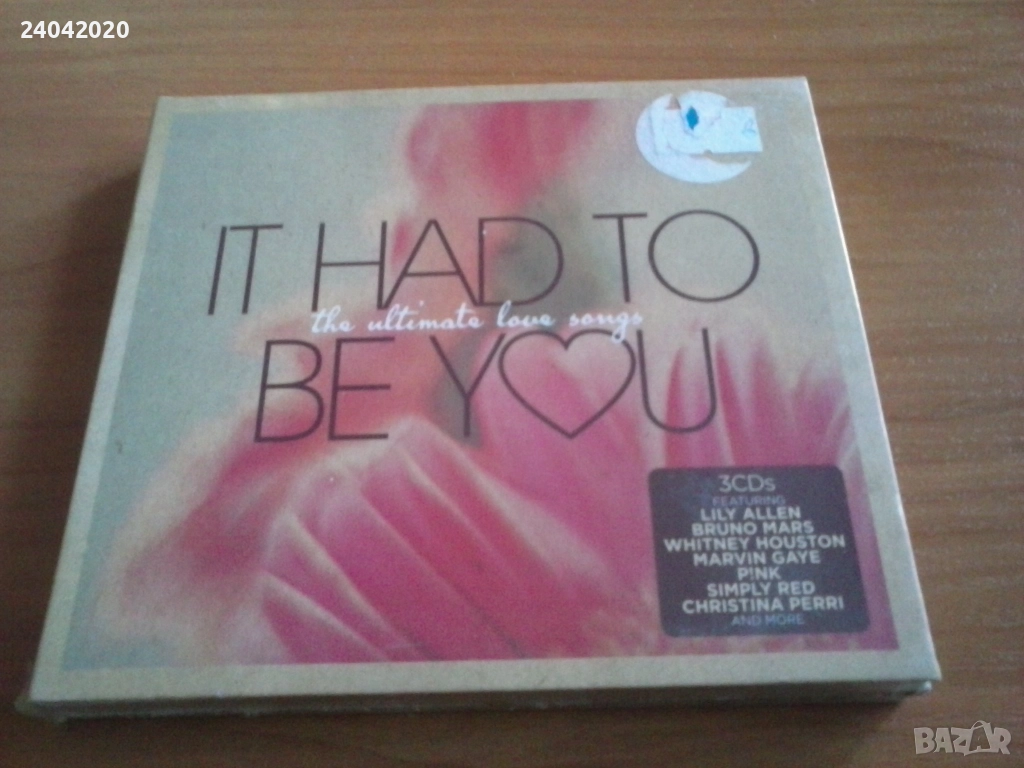 24042020
IT HAD TO
the ultimate love songs
BE YOU
3CDs
FEATURING
LILY ALLEN
BRUNO MARS
WHITNEY HOUSTON
MARVIN GAYE
P!NK
SIMPLY RED
CHRISTINA PERRI
AND MORE
BAZAR